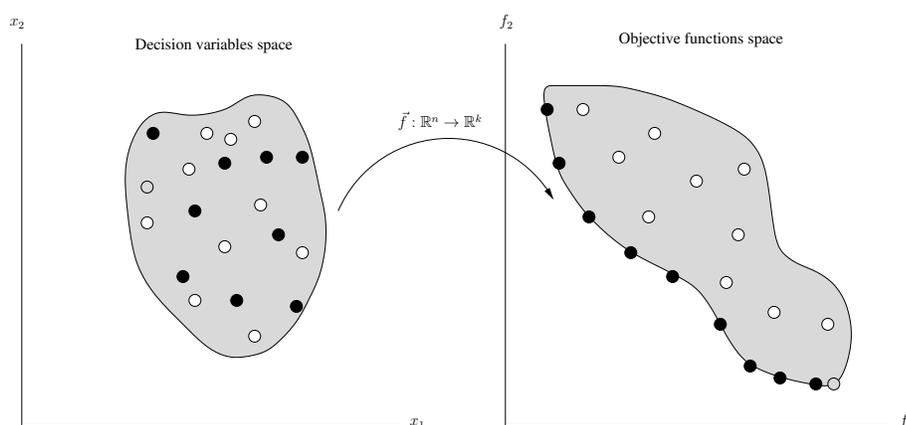 x₂
f₂
Decision variables space
Objective functions space
f⃗ : ℝⁿ → ℝᵏ
x₁